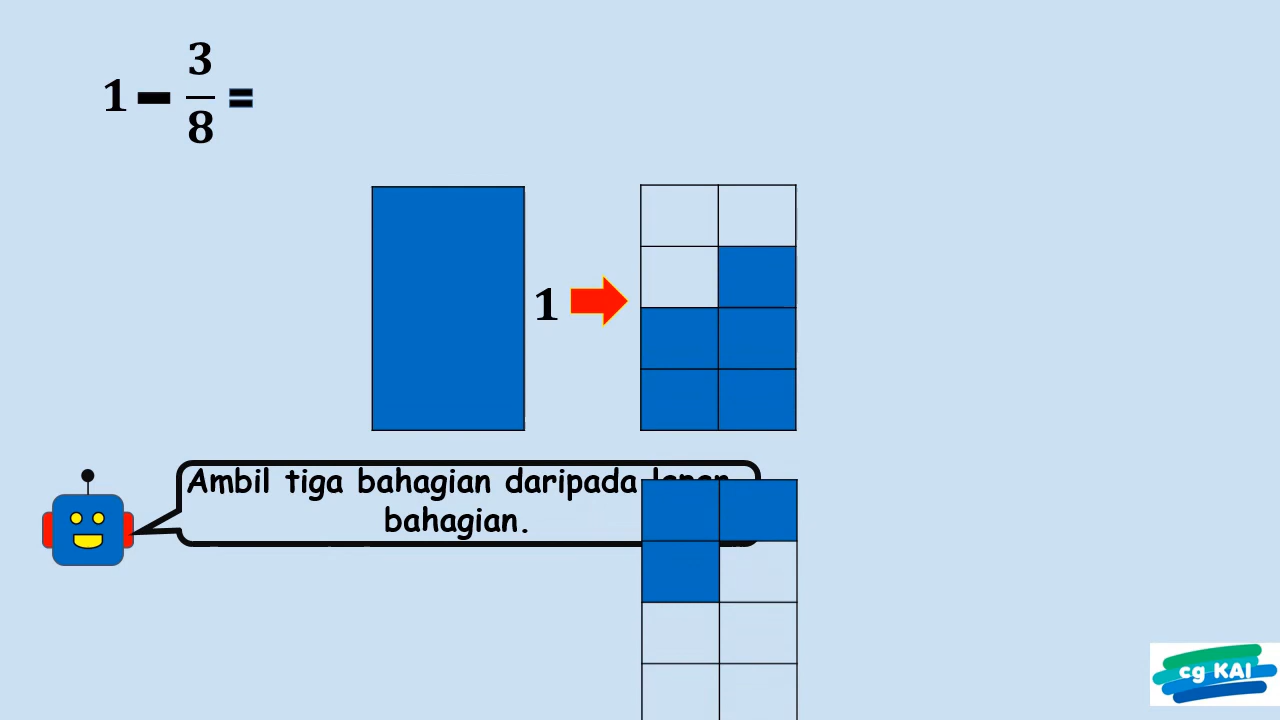 1 - 3/8 =
1
Ambil tiga bahagian daripada
bahagian.
cg KAI